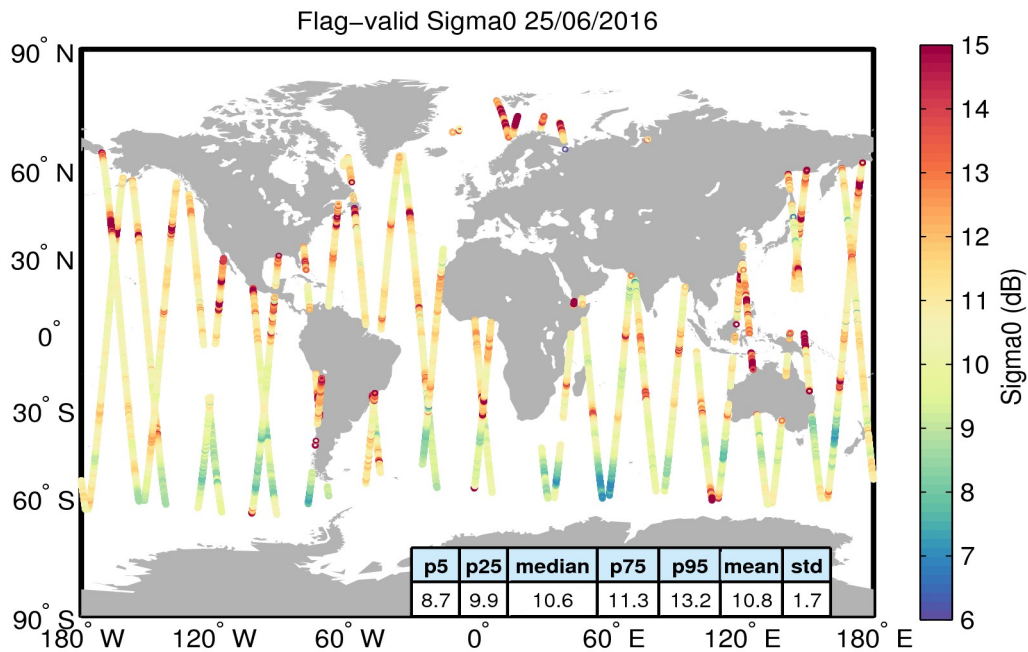 Flag−valid Sigma0 25/06/2016
90° N
60° N
30° N
0°
30° S
60° S
90° S
180° W
120° W
60° W
0°
60° E
120° E
180° E
p5 p25 median p75 p95 mean std
8.7 9.9 10.6 11.3 13.2 10.8 1.7
15
14
13
12
11
10
9
8
7
6
Sigma0 (dB)